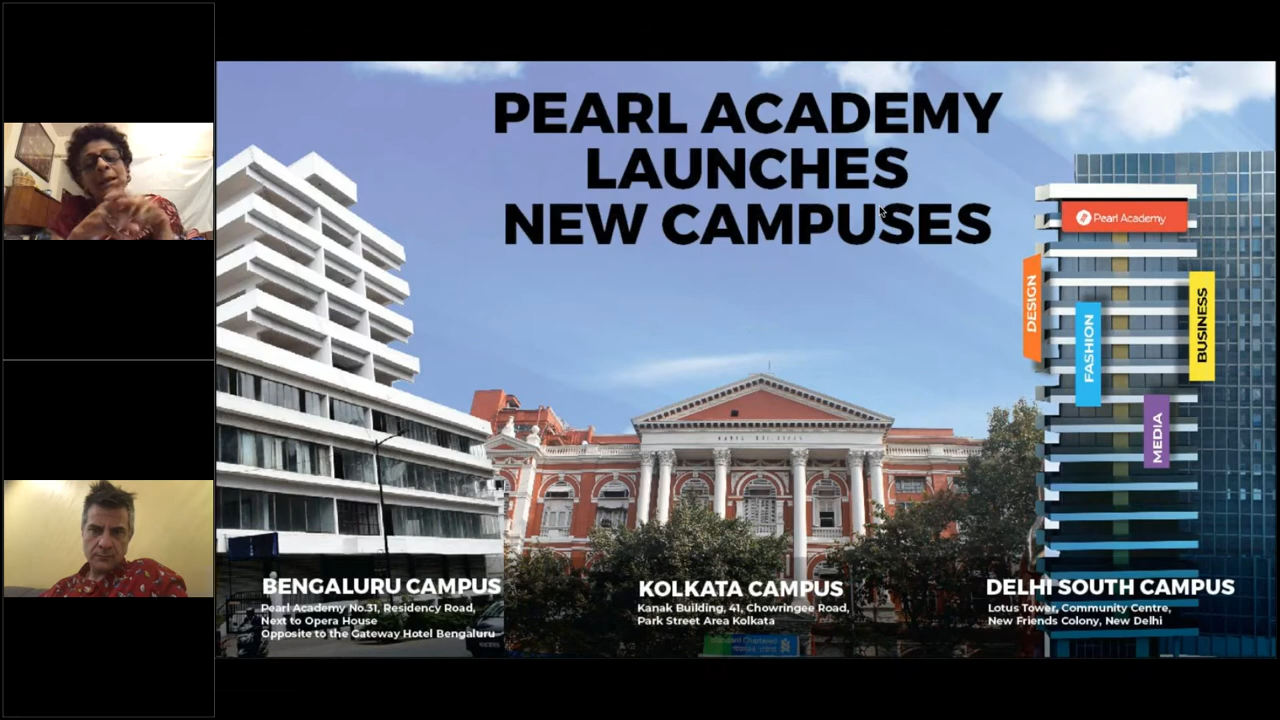 PEARL ACADEMY
LAUNCHES
NEW CAMPUSES
Pearl Academy
DESIGN
FASHION
BUSINESS
MEDIA
BENGALURU CAMPUS
Pearl Academy No.31, Residency Road,
Next to Opera House
Opposite to the Gateway Hotel Bengaluru
KOLKATA CAMPUS
Kanak Building, 41, Chowringee Road,
Park Street Area Kolkata
Standard Chartered
DELHI SOUTH CAMPUS
Lotus Tower, Community Centre,
New Friends Colony, New Delhi